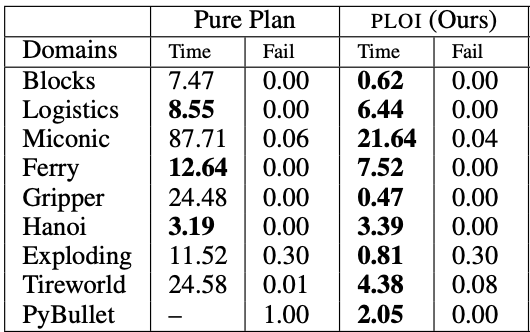 Pure Plan PLOI (Ours)
Domains Time Fail Time Fail
Blocks 7.47 0.00 0.62 0.00
Logistics 8.55 0.00 6.44 0.00
Miconic 87.71 0.06 21.64 0.04
Ferry 12.64 0.00 7.52 0.00
Gripper 24.48 0.00 0.47 0.00
Hanoi 3.19 0.00 3.39 0.00
Exploding 11.52 0.30 0.81 0.30
Tireworld 24.58 0.01 4.38 0.08
PyBullet – 1.00 2.05 0.00